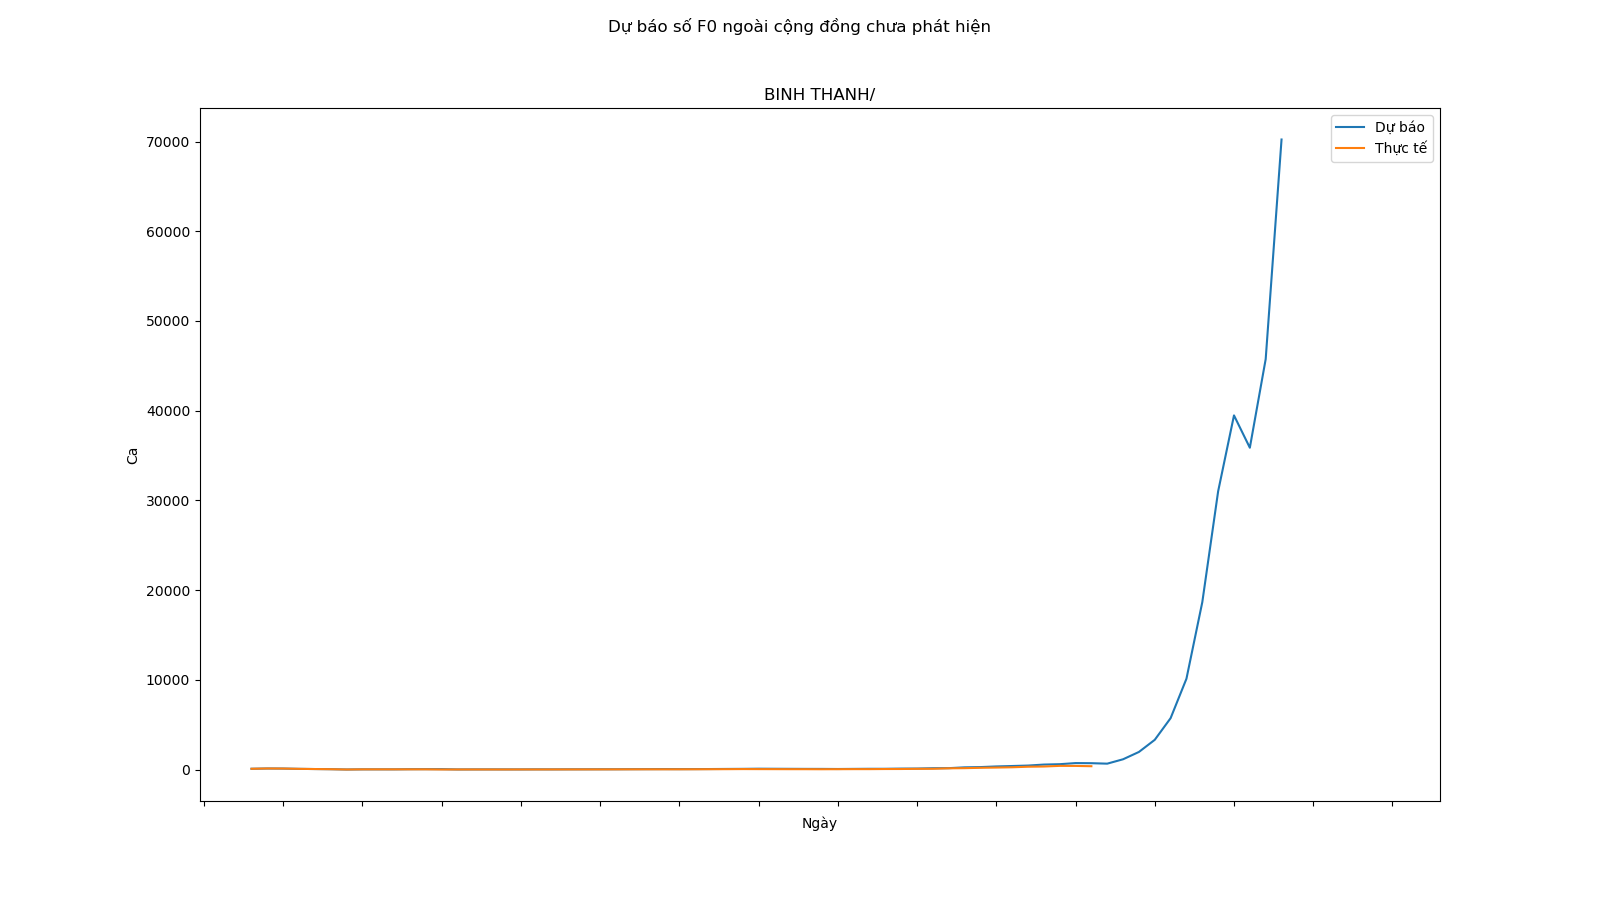 Dự báo số F0 ngoài cộng đồng chưa phát hiện
BINH THANH/
Dự báo
Thực tế
70000
60000
50000
40000
30000
20000
10000
0
Ca
Ngày